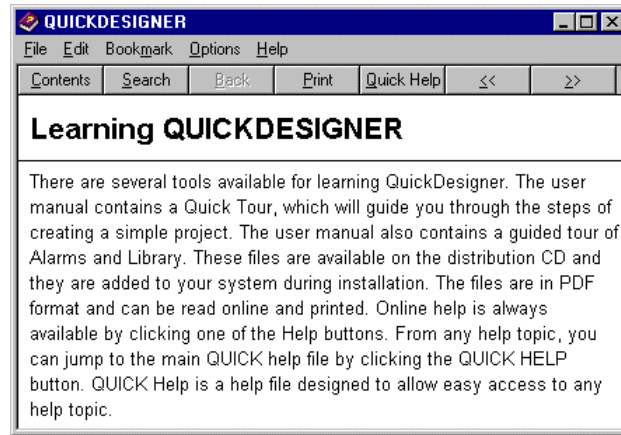 QUICKDESIGNER
File Edit Bookmark Options Help
Contents Search Back Print Quick Help << >>
Learning QUICKDESIGNER
There are several tools available for learning QuickDesigner. The user
manual contains a Quick Tour, which will guide you through the steps of
creating a simple project. The user manual also contains a guided tour of
Alarms and Library. These files are available on the distribution CD and
they are added to your system during installation. The files are in PDF
format and can be read online and printed. Online help is always
available by clicking one of the Help buttons. From any help topic, you
can jump to the main QUICK help file by clicking the QUICK HELP
button. QUICK Help is a help file designed to allow easy access to any
help topic.